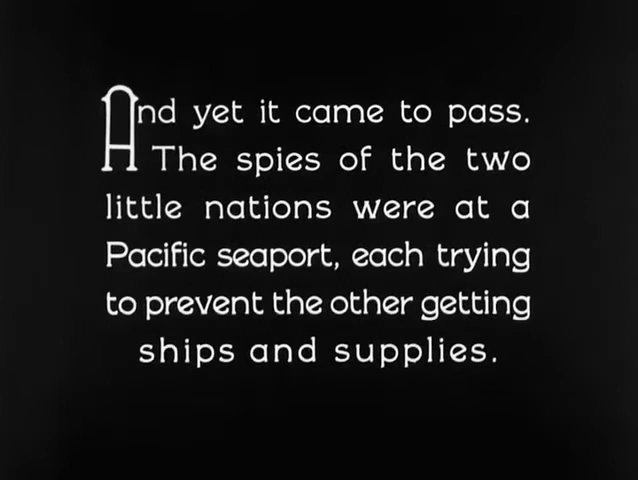 And yet it came to pass.
The spies of the two
little nations were at a
Pacific seaport, each trying
to prevent the other getting
ships and supplies.